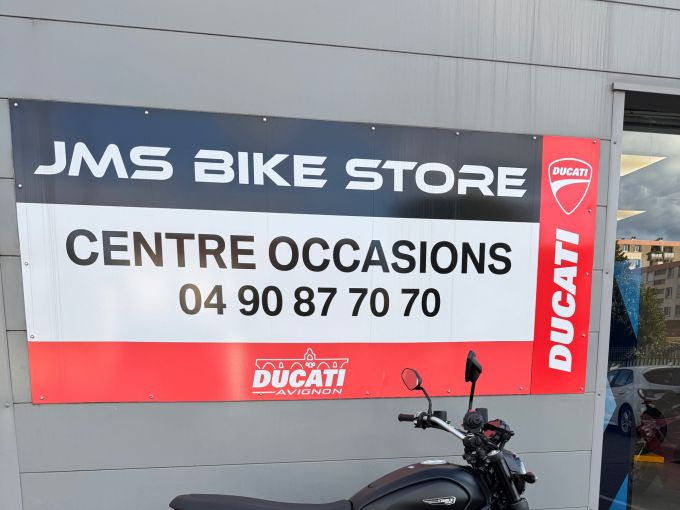 JMS BIKE STORE
CENTRE OCCASIONS
04 90 87 70 70
DUCATI
AVIGNON
DUCATI
DUCATI